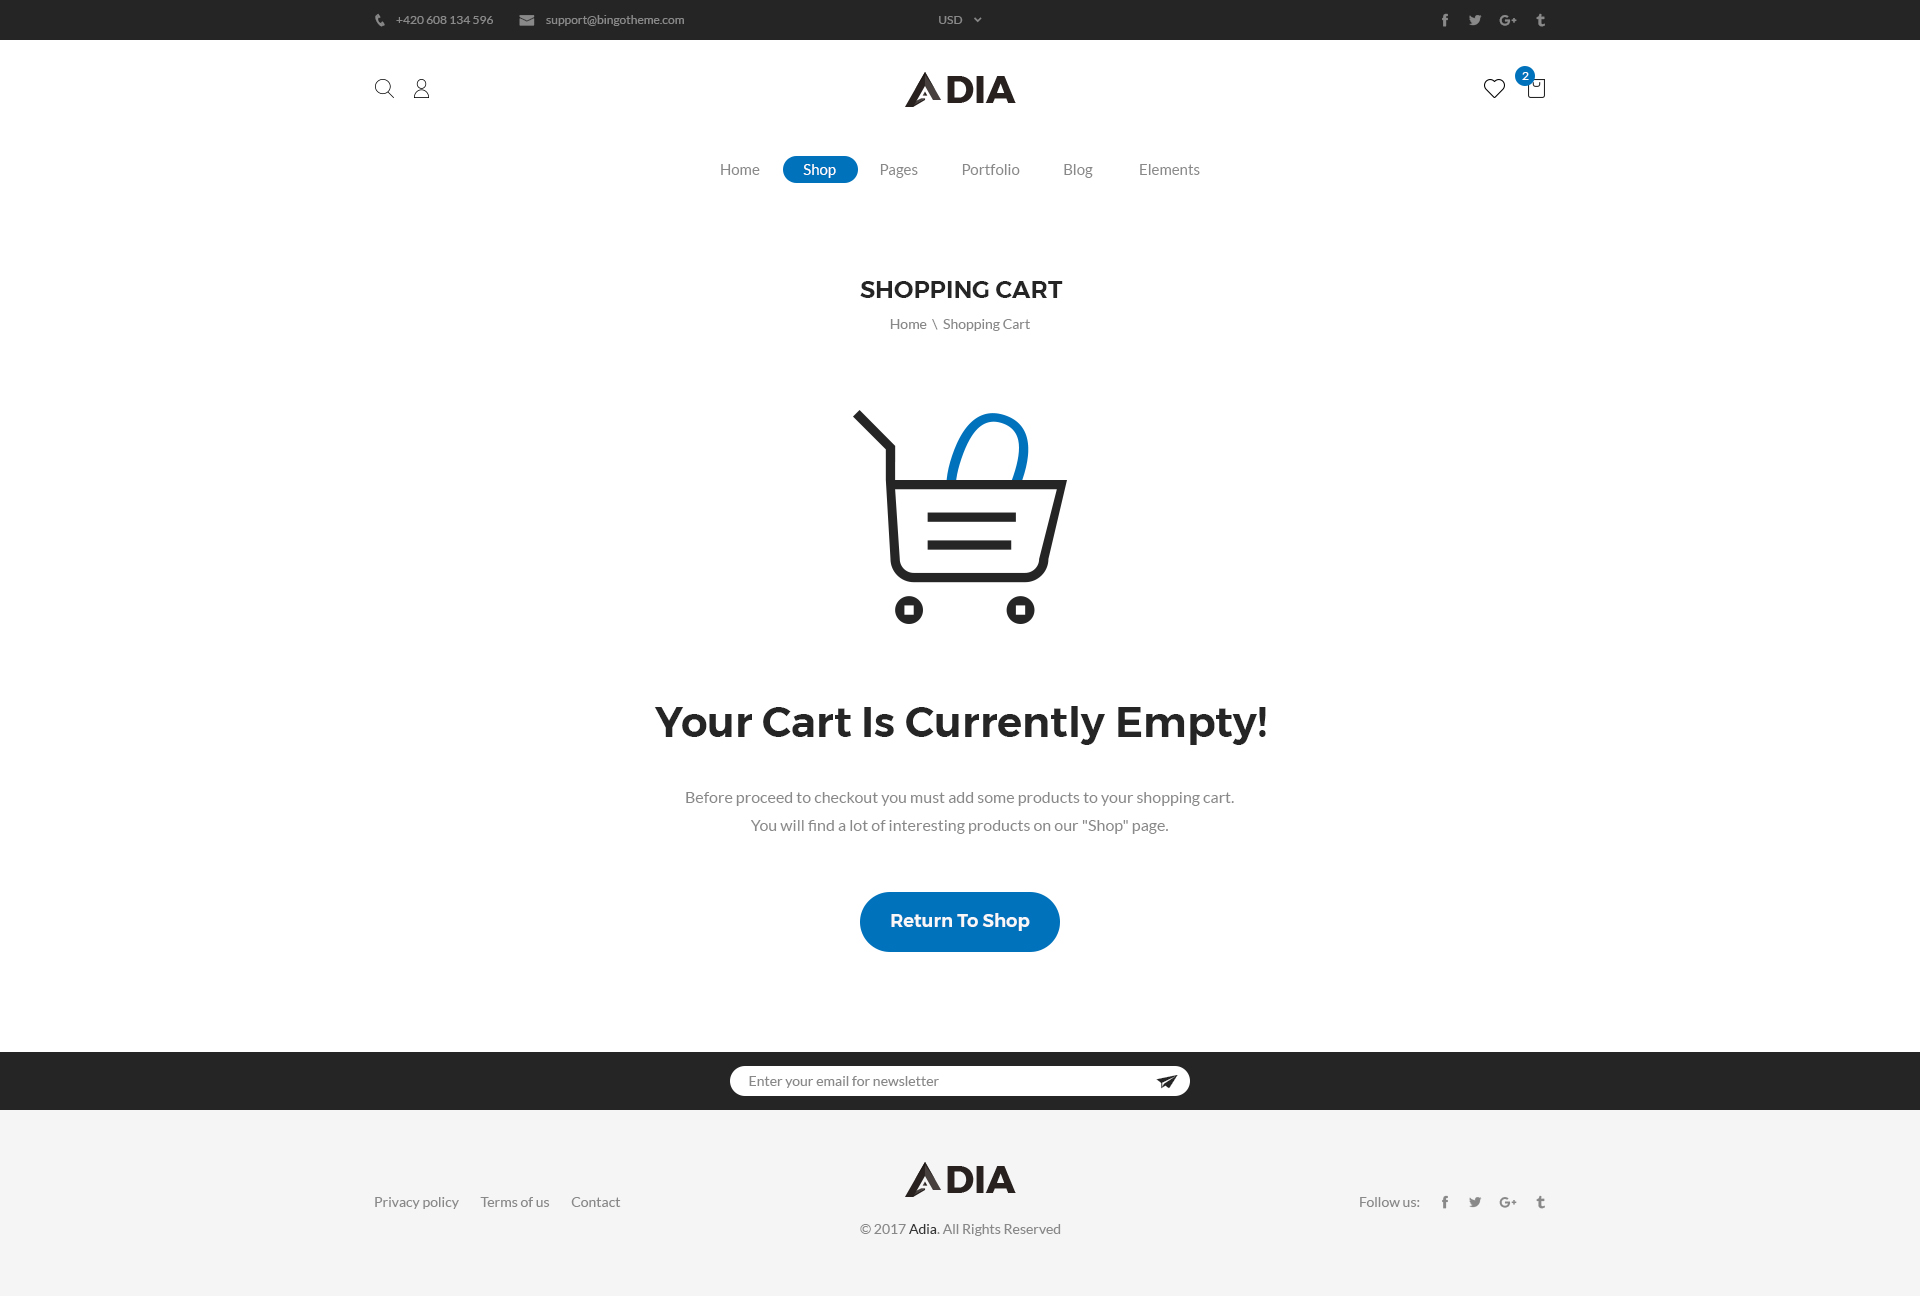 +420 608 134 596 support@bingotheme.com USD
2
ADIA
Home Shop Pages Portfolio Blog Elements
SHOPPING CART
Home \ Shopping Cart
Your Cart Is Currently Empty!
Before proceed to checkout you must add some products to your shopping cart.
You will find a lot of interesting products on our "Shop" page.
Return To Shop
Enter your email for newsletter
ADIA
Privacy policy Terms of us Contact
Follow us:
© 2017 Adia. All Rights Reserved